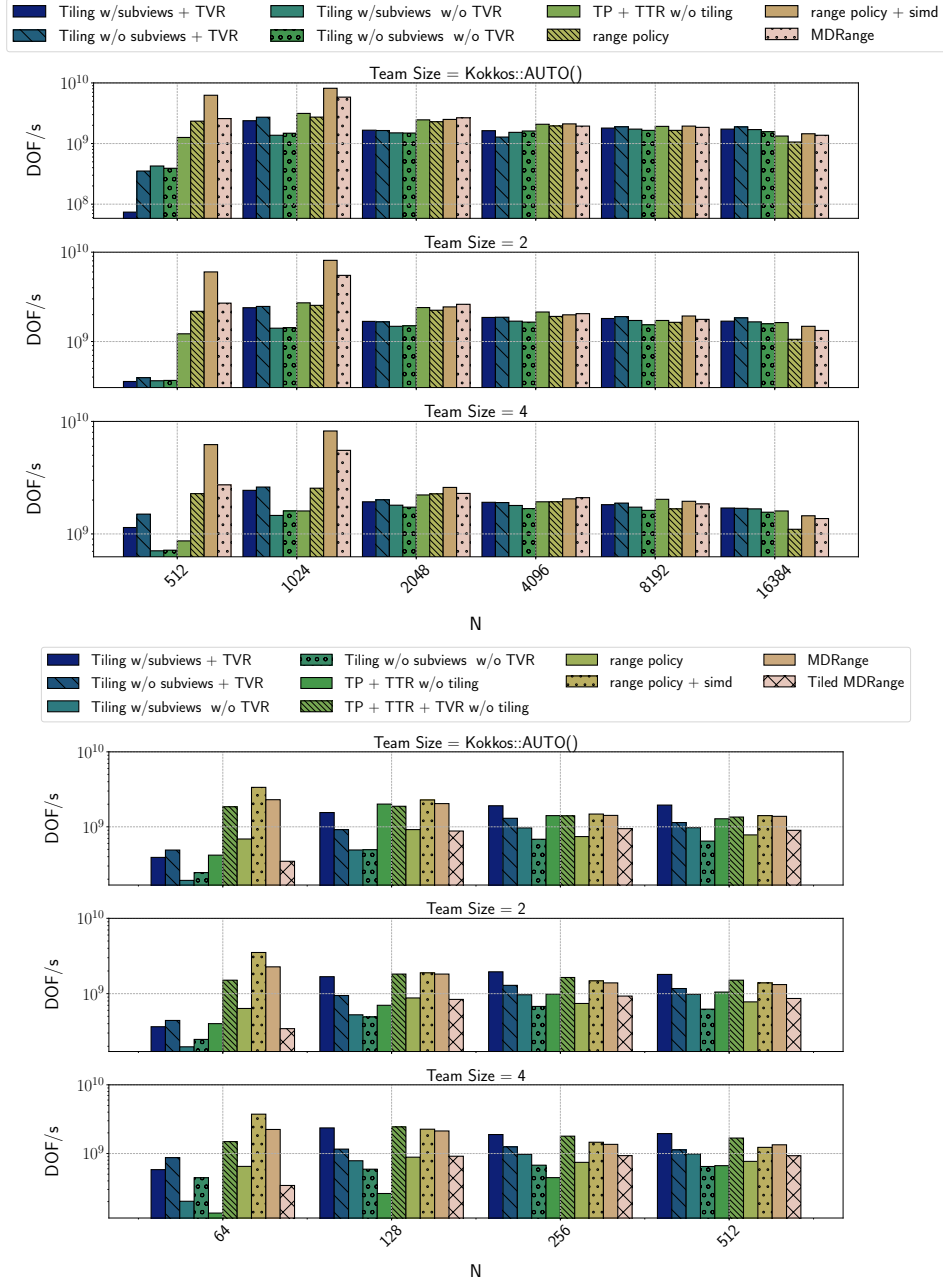 Tiling w/subviews + TVR Tiling w/subviews w/o TVR TP + TTR w/o tiling range policy + simd
Tiling w/o subviews + TVR Tiling w/o subviews w/o TVR range policy MDRange
Team Size = Kokkos::AUTO()
10^10
10^9
10^8
DOF/s
Team Size = 2
10^10
10^9
DOF/s
Team Size = 4
10^10
10^9
DOF/s
512 1024 2048 4096 8192 16384
N
Tiling w/subviews + TVR Tiling w/o subviews w/o TVR range policy MDRange
Tiling w/o subviews + TVR TP + TTR w/o tiling range policy + simd Tiled MDRange
Tiling w/subviews w/o TVR TP + TTR + TVR w/o tiling
Team Size = Kokkos::AUTO()
10^10
10^9
DOF/s
Team Size = 2
10^10
10^9
DOF/s
Team Size = 4
10^10
10^9
DOF/s
64 128 256 512
N